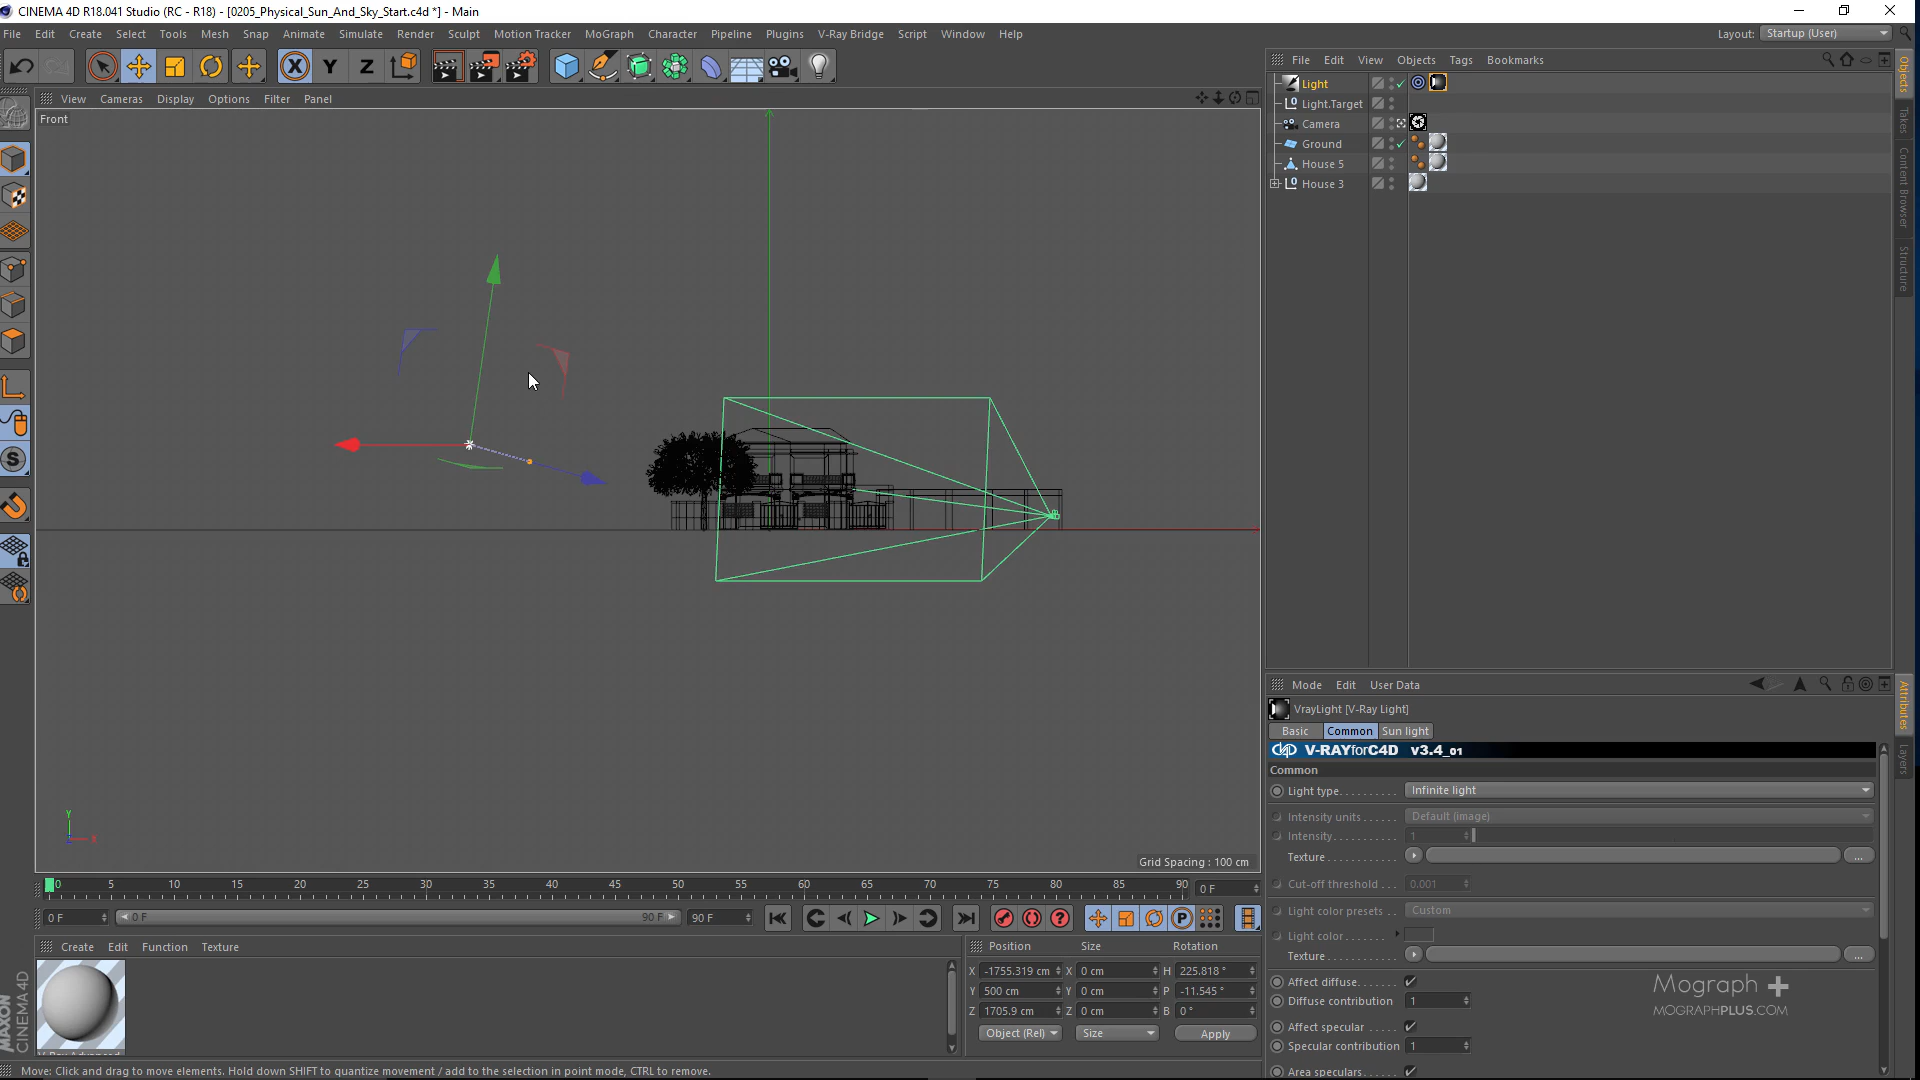 CINEMA 4D R18.041 Studio (RC - R18) - [0205_Physical_Sun_And_Sky_Start.c4d *] - Main
File Edit Create Select Tools Mesh Snap Animate Simulate Render Sculpt Motion Tracker MoGraph Character Pipeline Plugins V-Ray Bridge Script Window Help
Layout: Startup (User)
X Y Z
File Edit View Objects Tags Bookmarks
View Cameras Display Options Filter Panel
Front
Light
Light.Target
Camera
Ground
House 5
House 3
Objects
Takes
Content Browser
Structure
Y
X
Grid Spacing : 100 cm
Mode Edit User Data
VrayLight [V-Ray Light]
Basic Common Sun light
V-RAYforC4D v3.4_01
Common
Light type. . . . . . . . . . Infinite light
Intensity units . . . . . . Default (image)
Intensity. . . . . . . . . . . 1
Texture . . . . . . . . . . . ...
Cut-off threshold . . . 0.001
Light color presets . . Custom
Light color. . . . . . .
Texture . . . . . . . . . . . ...
Affect diffuse. . . . . . .
Diffuse contribution 1
Affect specular . . . . .
Specular contribution 1
Area speculars. . . . . .
Attributes
Layers
0 5 10 15 20 25 30 35 40 45 50 55 60 65 70 75 80 85 90 0 F
0 F 0 F 90 F 90 F
P
Create Edit Function Texture
V-Ray Advanced
Position Size Rotation
X -1755.319 cm X 0 cm H 225.818 °
Y 500 cm Y 0 cm P -11.545 °
Z 1705.9 cm Z 0 cm B 0 °
Object (Rel) Size Apply
MAXON
CINEMA 4D
Mograph +
MOGRAPHPLUS.COM
Move: Click and drag to move elements. Hold down SHIFT to quantize movement / add to the selection in point mode, CTRL to remove.